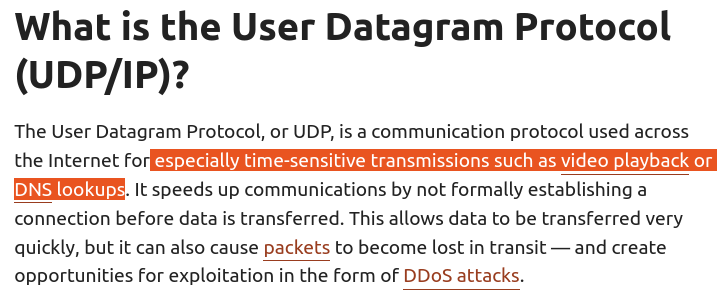 What is the User Datagram Protocol
(UDP/IP)?
The User Datagram Protocol, or UDP, is a communication protocol used across
the Internet for especially time-sensitive transmissions such as video playback or
DNS lookups. It speeds up communications by not formally establishing a
connection before data is transferred. This allows data to be transferred very
quickly, but it can also cause packets to become lost in transit — and create
opportunities for exploitation in the form of DDoS attacks.